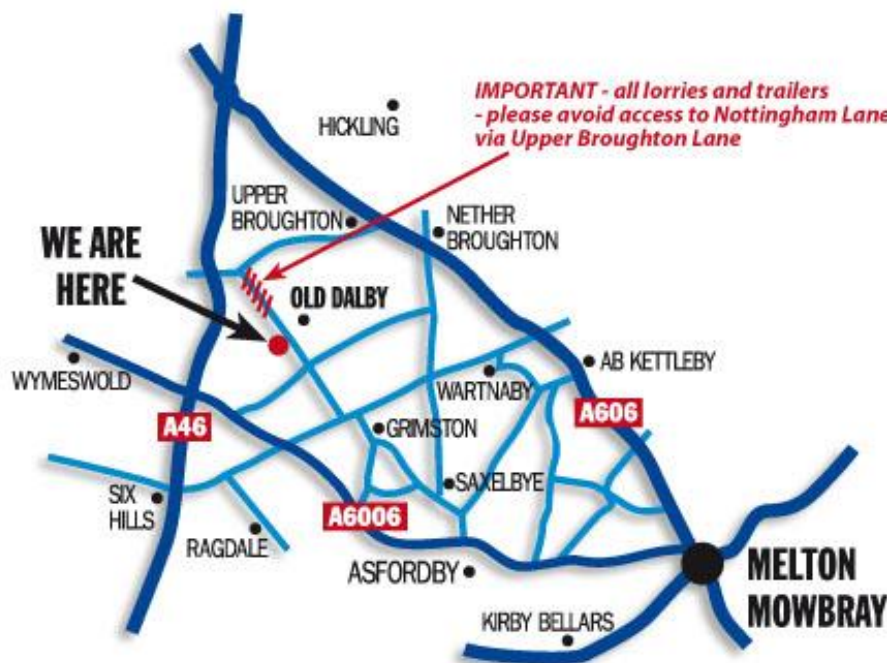 IMPORTANT - all lorries and trailers
- please avoid access to Nottingham Lane
via Upper Broughton Lane
HICKLING
UPPER
BROUGHTON
NETHER
BROUGHTON
WE ARE
HERE
OLD DALBY
WYMESWOLD
WARTNABY
AB KETTLEBY
A46
A606
GRIMSTON
SIX
HILLS
SAXELBYE
A6006
RAGDALE
ASFORDBY
MELTON
MOWBRAY
KIRBY BELLARS